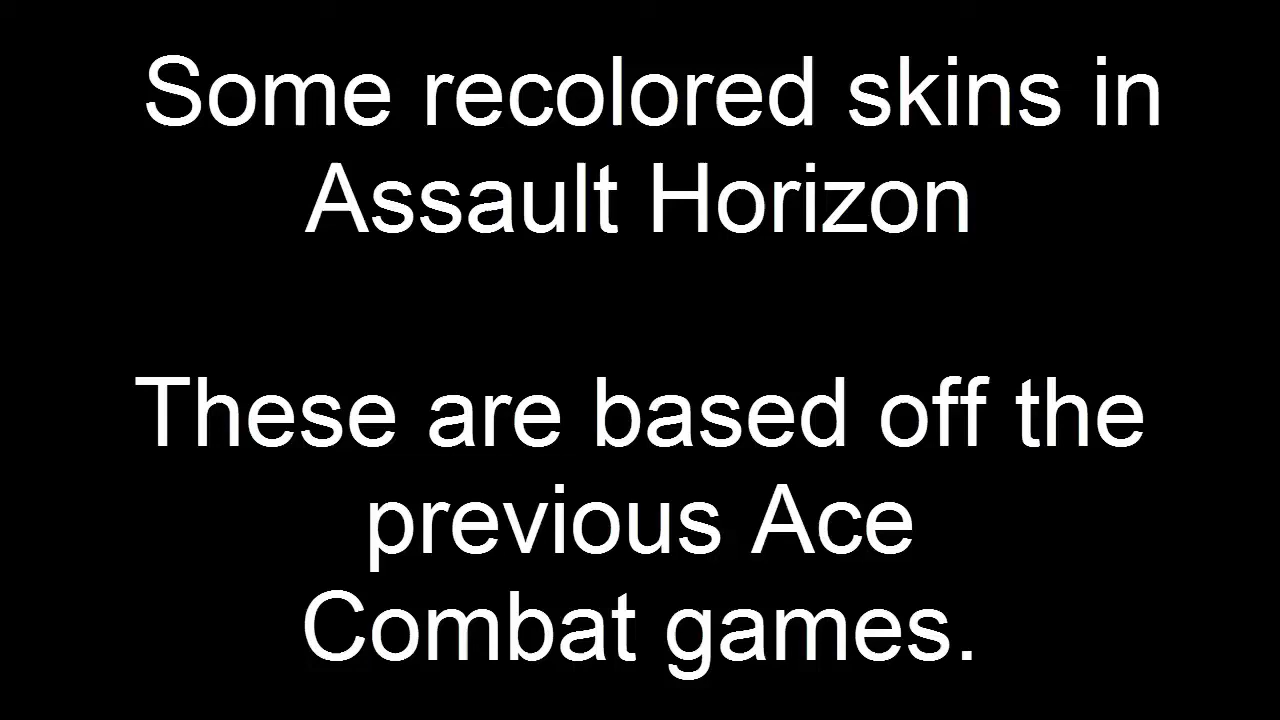 Some recolored skins in
Assault Horizon
These are based off the
previous Ace
Combat games.